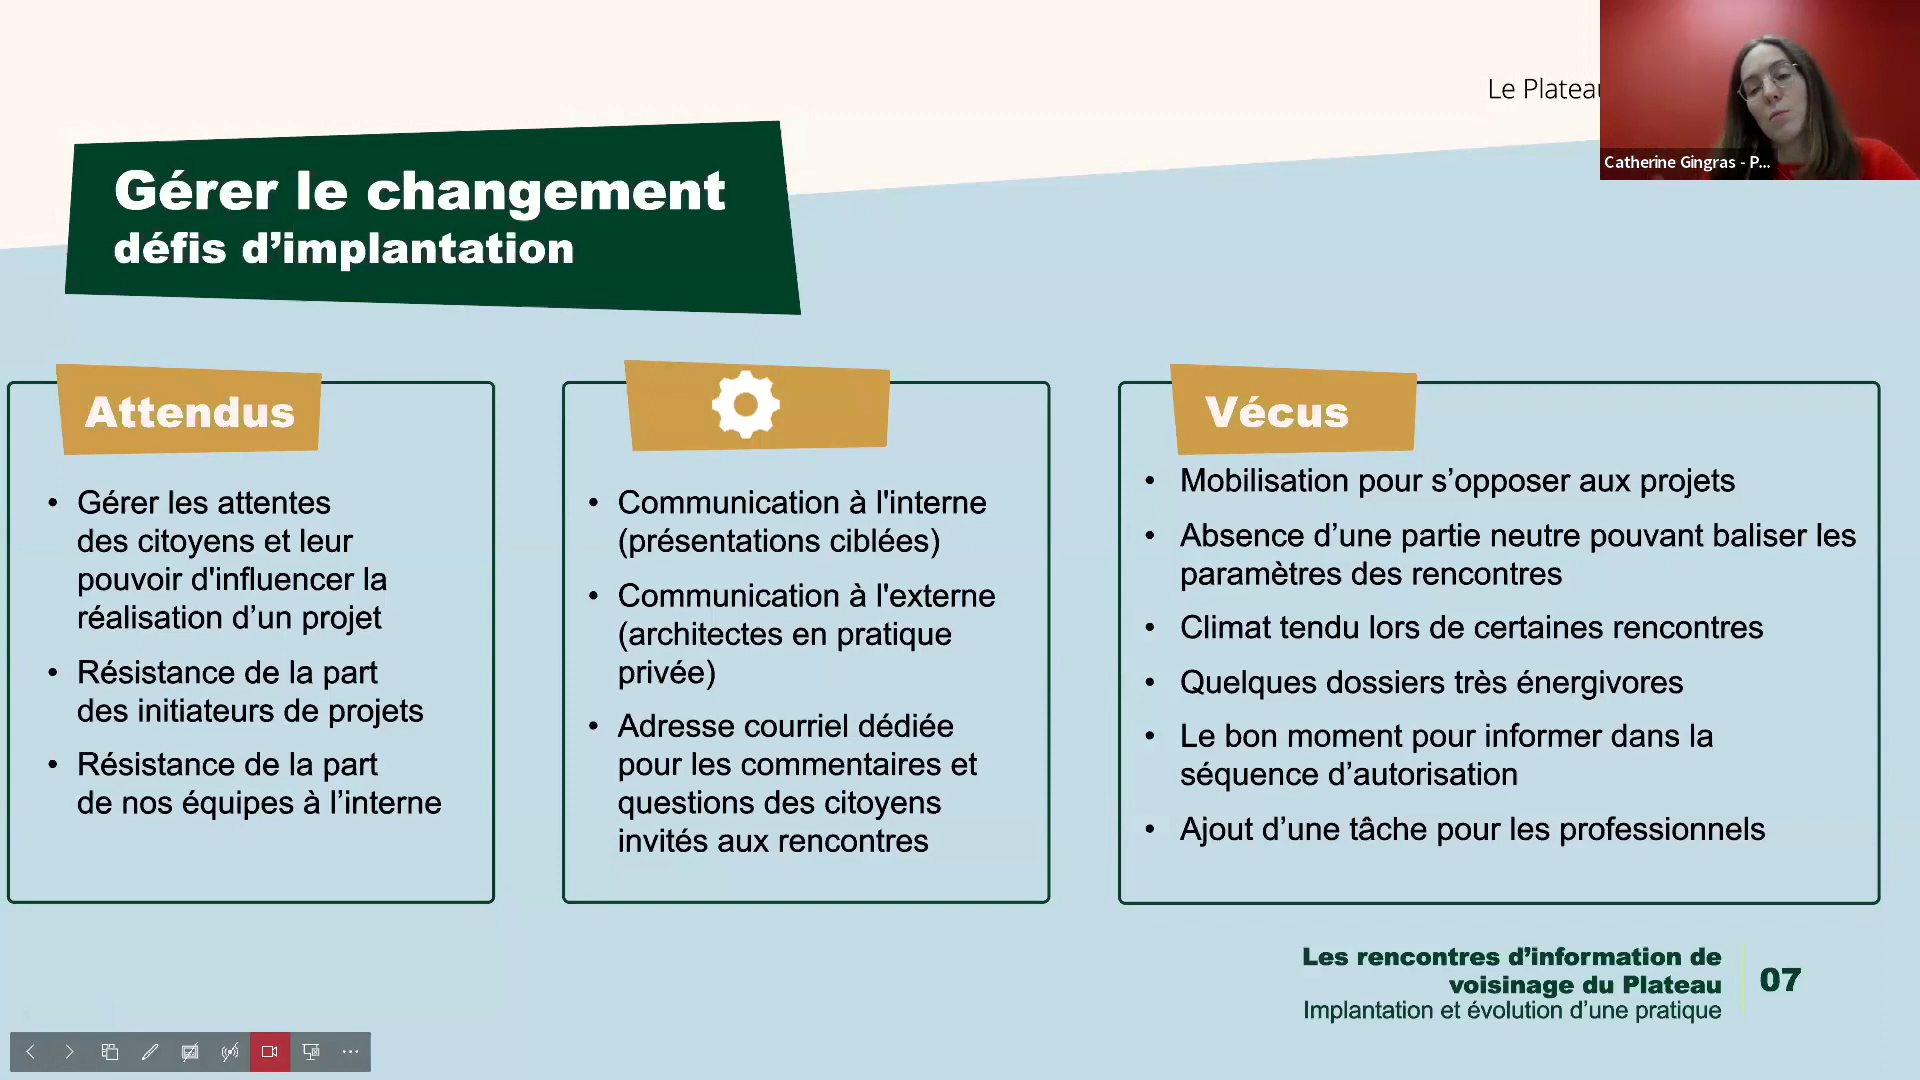 Le Plateau
Catherine Gingras - P...
Gérer le changement
défis d’implantation
Attendus
• Gérer les attentes
des citoyens et leur
pouvoir d'influencer la
réalisation d’un projet
• Résistance de la part
des initiateurs de projets
• Résistance de la part
de nos équipes à l’interne
• Communication à l'interne
(présentations ciblées)
• Communication à l'externe
(architectes en pratique
privée)
• Adresse courriel dédiée
pour les commentaires et
questions des citoyens
invités aux rencontres
Vécus
• Mobilisation pour s’opposer aux projets
• Absence d’une partie neutre pouvant baliser les
paramètres des rencontres
• Climat tendu lors de certaines rencontres
• Quelques dossiers très énergivores
• Le bon moment pour informer dans la
séquence d’autorisation
• Ajout d’une tâche pour les professionnels
Les rencontres d’information de
voisinage du Plateau
Implantation et évolution d’une pratique
07